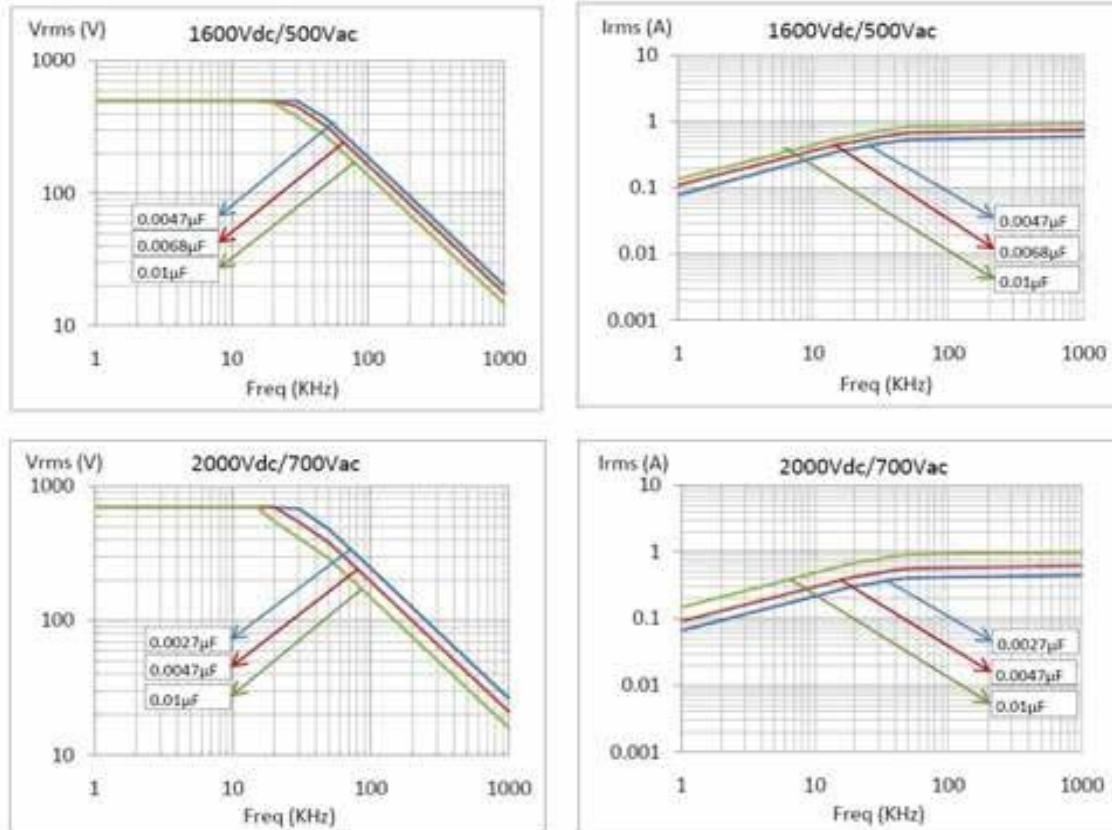 Vrms (V)
1600Vdc/500Vac
1000
100
10
0.0047µF
0.0068µF
0.01µF
1 10 100 1000
Freq (KHz)
Irms (A)
1600Vdc/500Vac
10
1
0.1
0.01
0.001
0.0047µF
0.0068µF
0.01µF
1 10 100 1000
Freq (KHz)
Vrms (V)
2000Vdc/700Vac
1000
100
10
0.0027µF
0.0047µF
0.01µF
1 10 100 1000
Freq (KHz)
Irms (A)
2000Vdc/700Vac
10
1
0.1
0.01
0.001
0.0027µF
0.0047µF
0.01µF
1 10 100 1000
Freq (KHz)